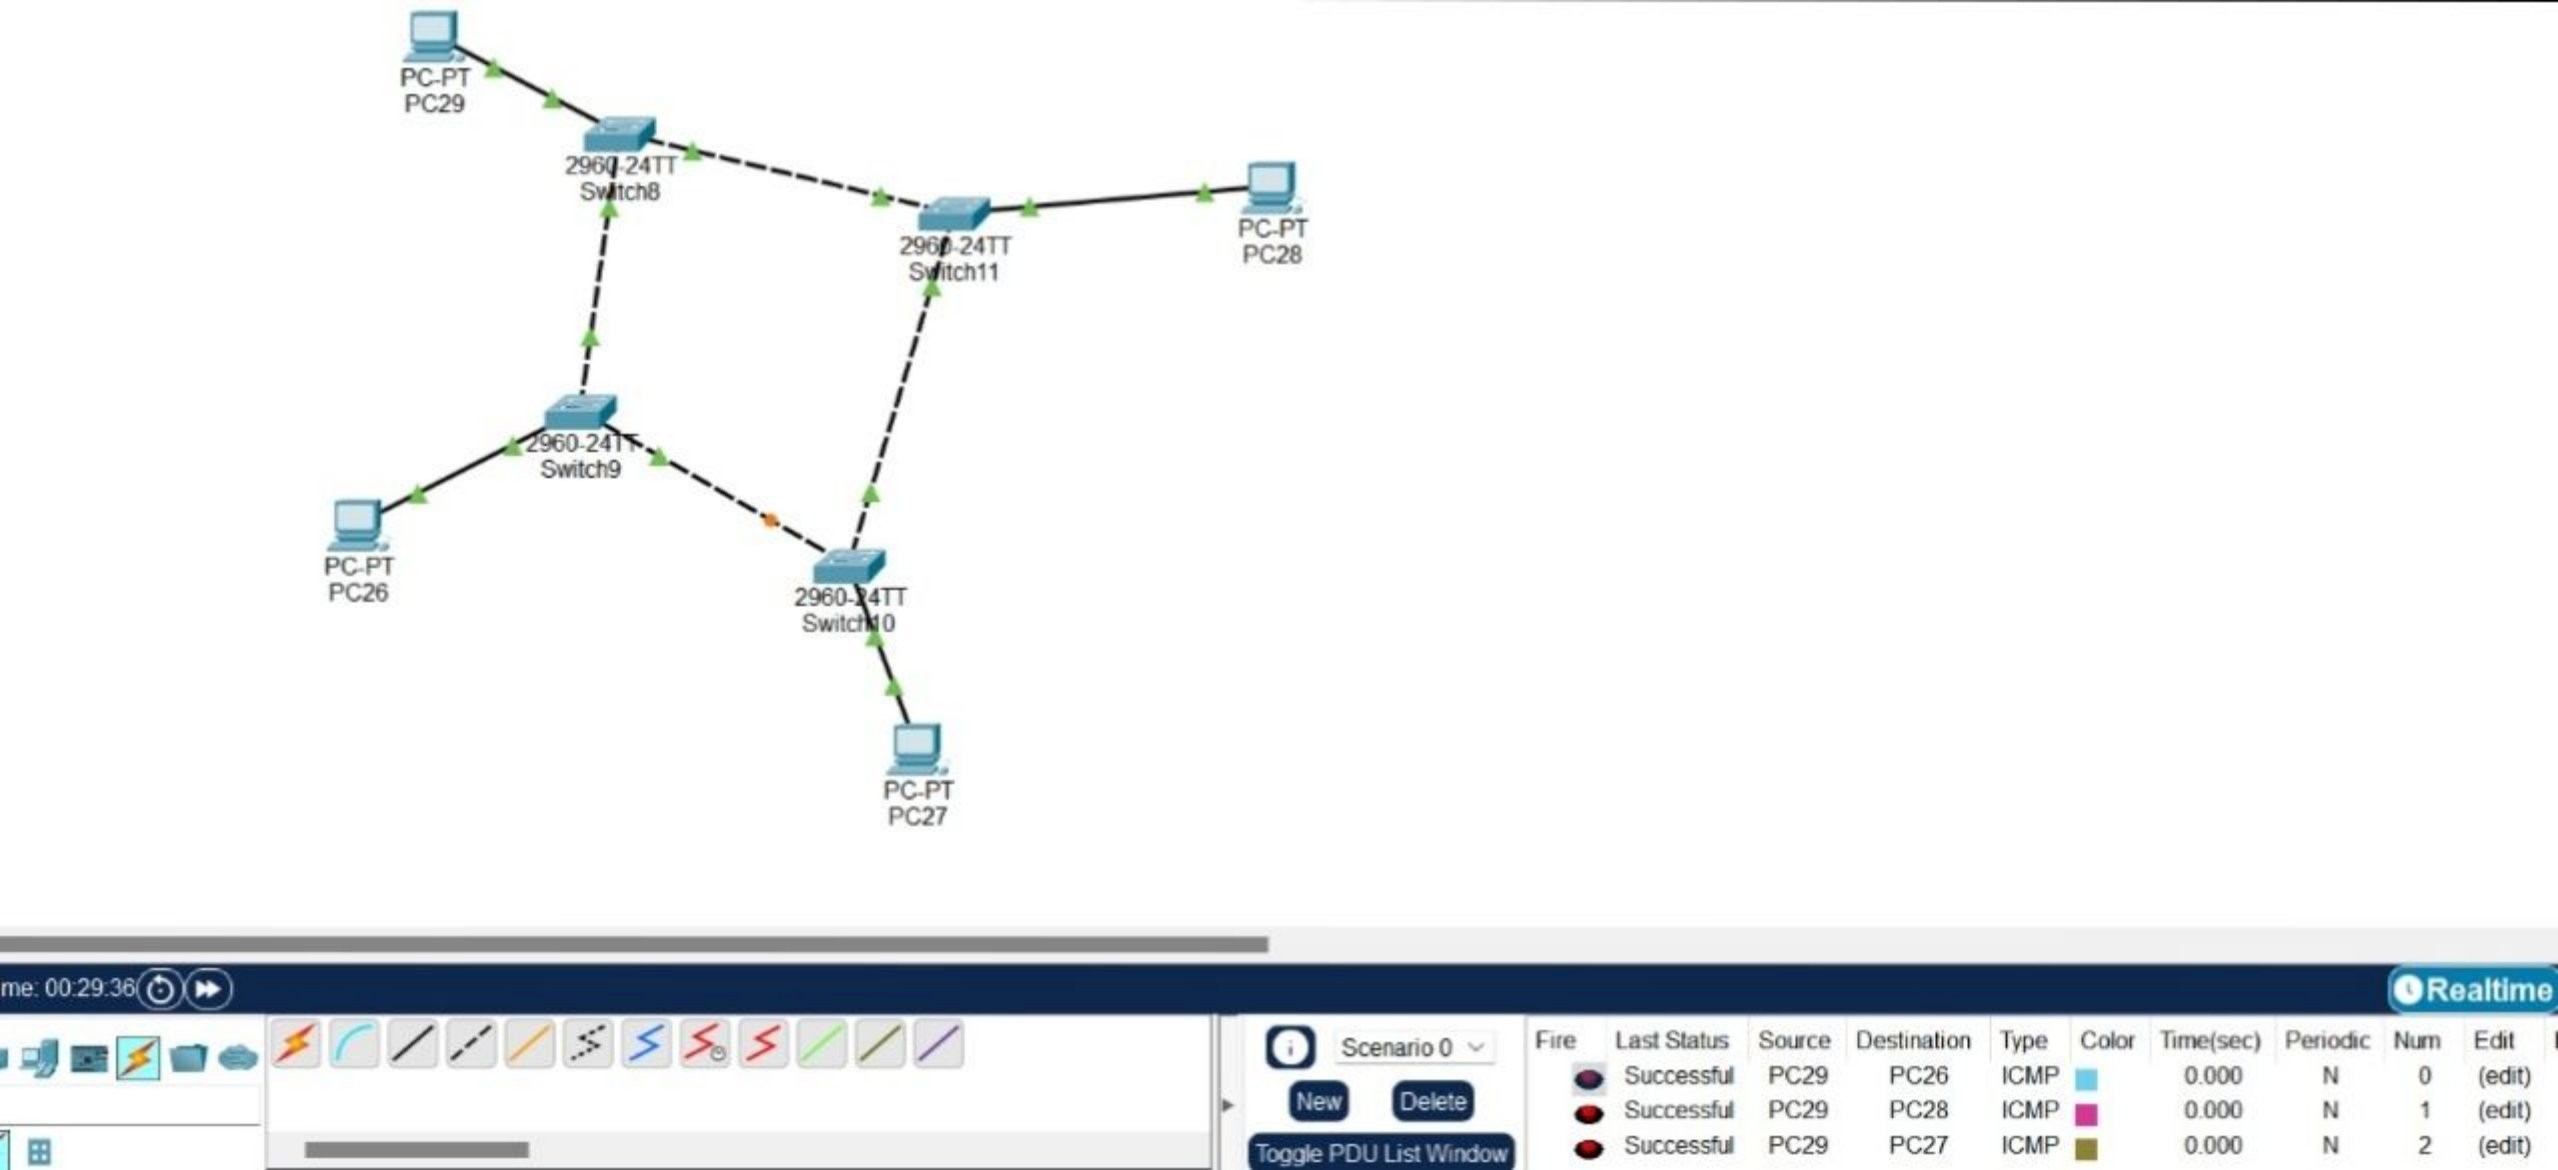 PC-PT
PC29
2960-24TT
Switch8
2960-24TT
Switch11
PC-PT
PC28
2960-24TT
Switch9
PC-PT
PC26
2960-24TT
Switch10
PC-PT
PC27
me: 00:29:36
Realtime
Scenario 0
New
Delete
Toggle PDU List Window
Fire Last Status Source Destination Type Color Time(sec) Periodic Num Edit
Successful PC29 PC26 ICMP 0.000 N 0 (edit)
Successful PC29 PC28 ICMP 0.000 N 1 (edit)
Successful PC29 PC27 ICMP 0.000 N 2 (edit)